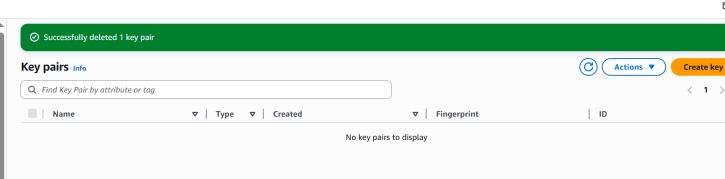 Successfully deleted 1 key pair
Key pairs Info
Actions
Create key
Find Key Pair by attribute or tag
1
Name Type Created Fingerprint ID
No key pairs to display